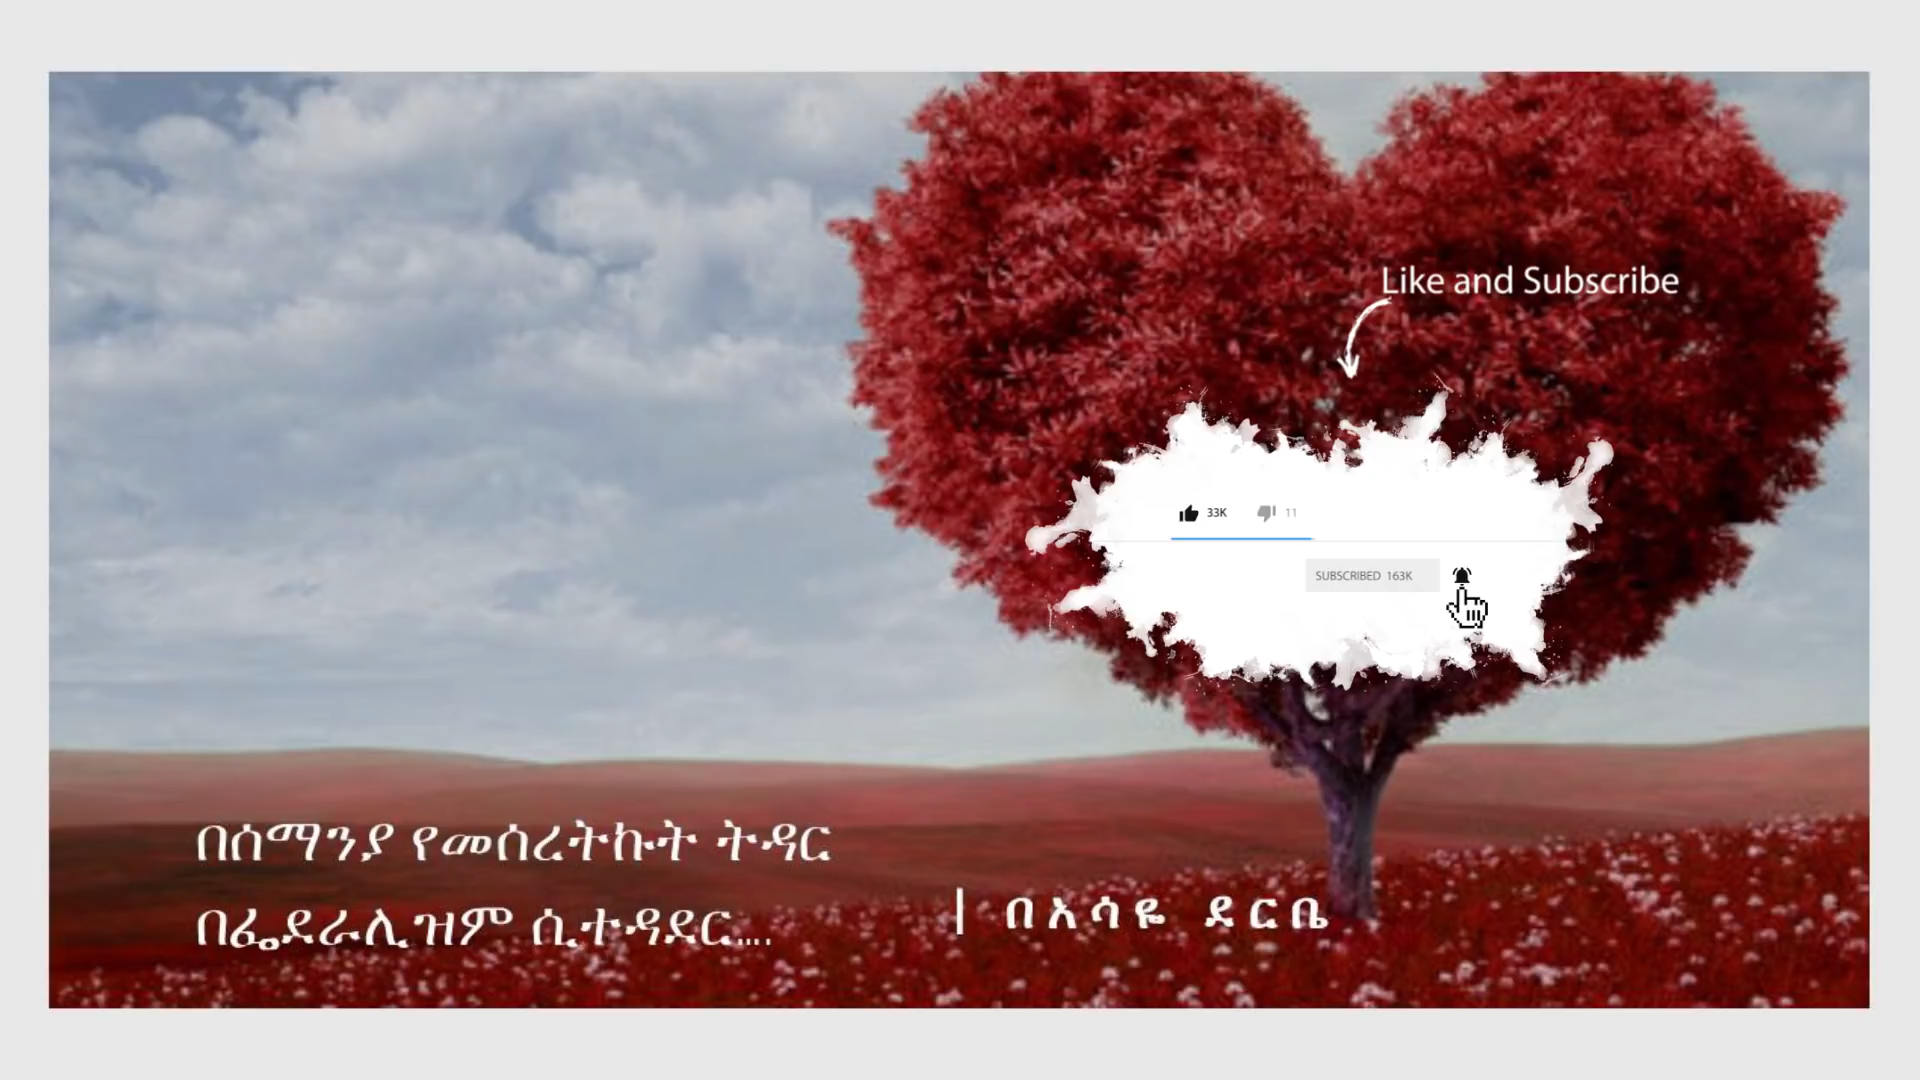 Like and Subscribe
33K 11
SUBSCRIBED 163K
በሰማንያ የመሰረትኩት ትዳር
በፌደራሊዝም ሲተዳደር....
| በአሳዬ ደርቤ